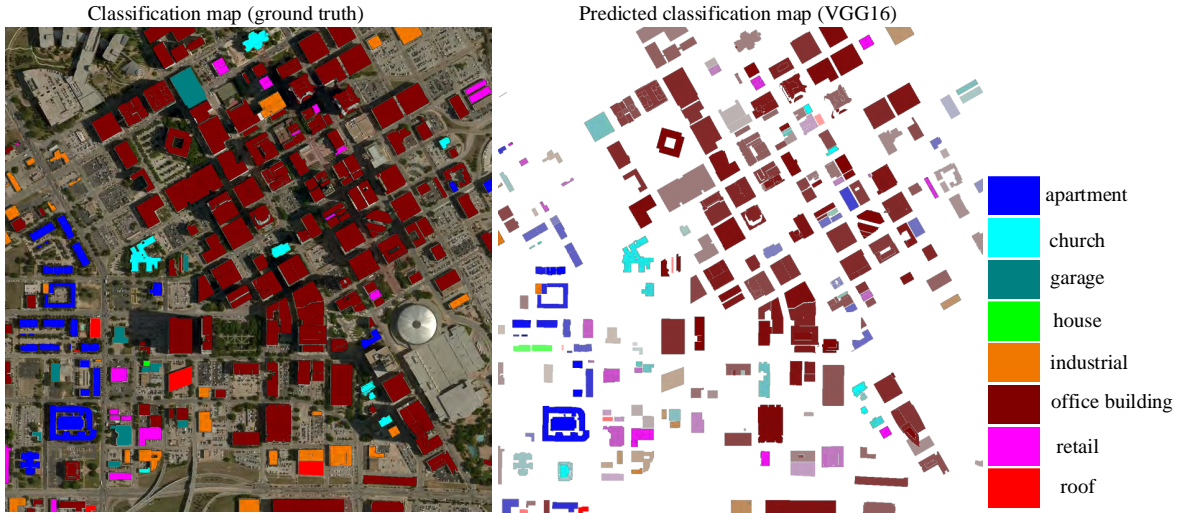 Classification map (ground truth)
Predicted classification map (VGG16)
apartment
church
garage
house
industrial
office building
retail
roof